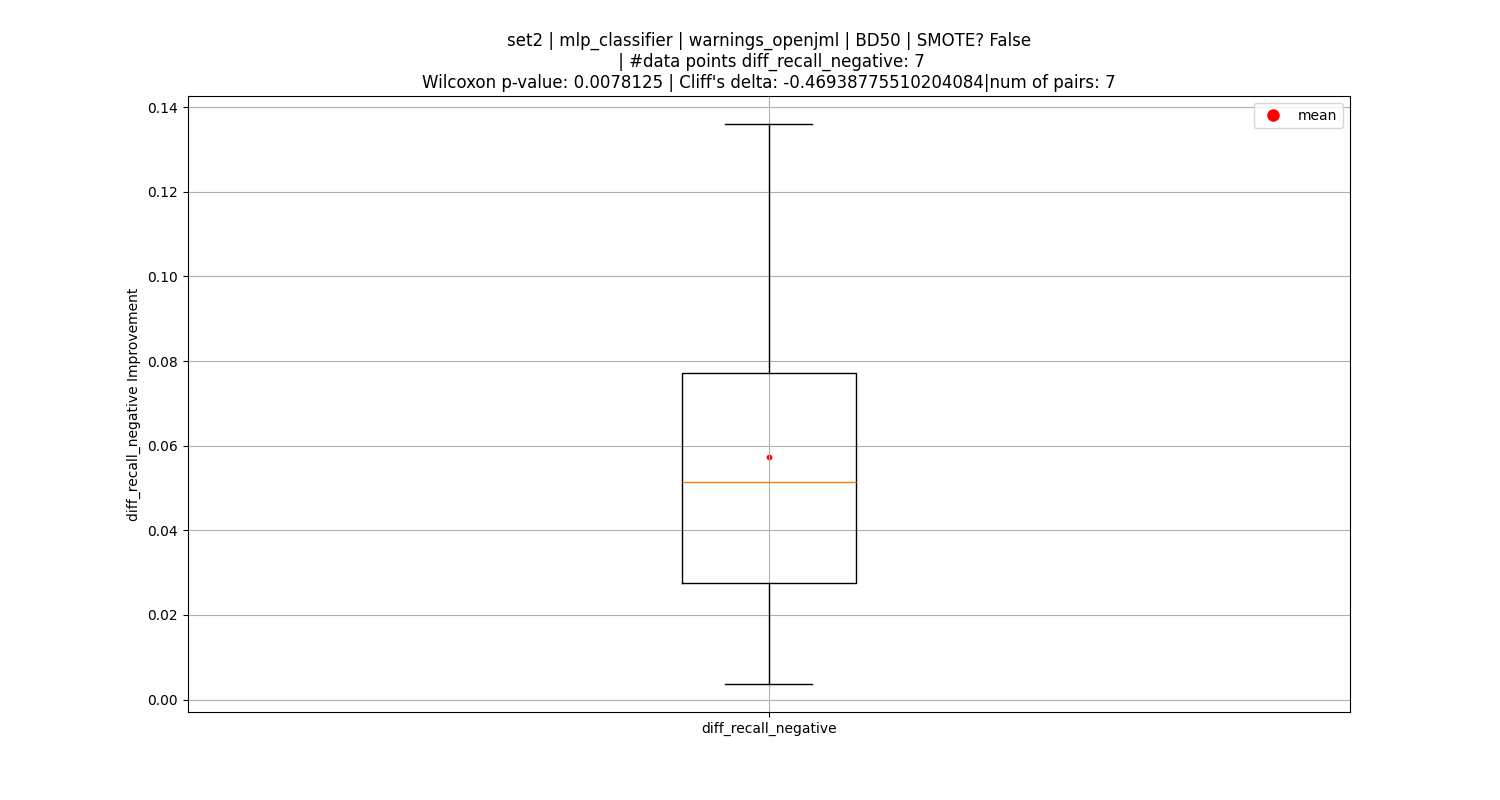 set2 | mlp_classifier | warnings_openjml | BD50 | SMOTE? False
| #data points diff_recall_negative: 7
Wilcoxon p-value: 0.0078125 | Cliff's delta: -0.46938775510204084|num of pairs: 7
mean
0.14
0.12
0.10
0.08
0.06
0.04
0.02
0.00
diff_recall_negative Improvement
diff_recall_negative